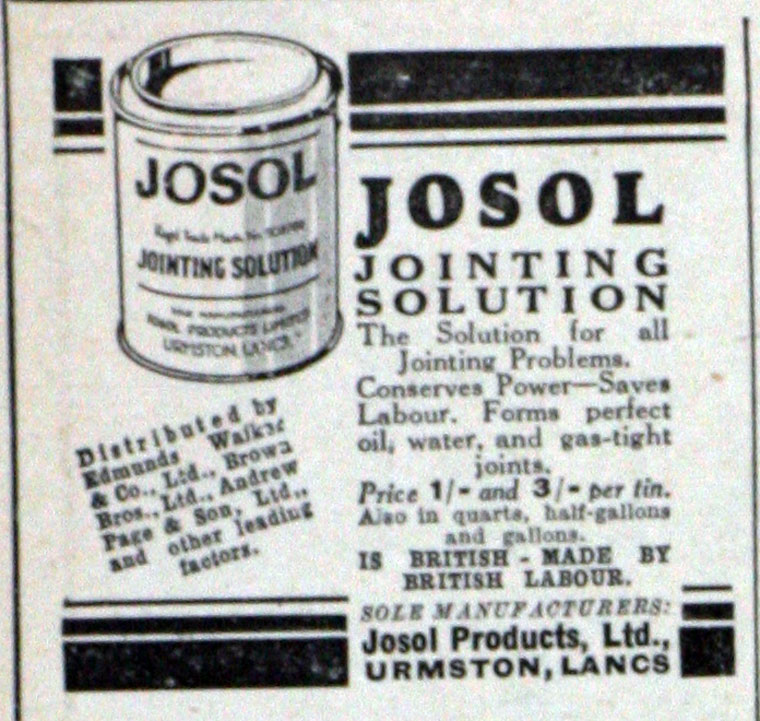 JOSOL
JOINTING SOLUTION
URMSTON, LANCS
JOSOL
JOINTING
SOLUTION
The Solution for all
Jointing Problems.
Conserves Power—Saves
Labour. Forms perfect
oil, water, and gas-tight
joints.
Price 1/- and 3/- per tin.
Also in quarts, half-gallons
and gallons.
IS BRITISH - MADE BY
BRITISH LABOUR.
SOLE MANUFACTURERS:
Josol Products, Ltd.,
URMSTON, LANCS
Distributed by
Edmunds Walker
& Co., Ltd., Brown
Bros., Ltd., Andrew
Page & Son, Ltd.,
and other leading
factors.